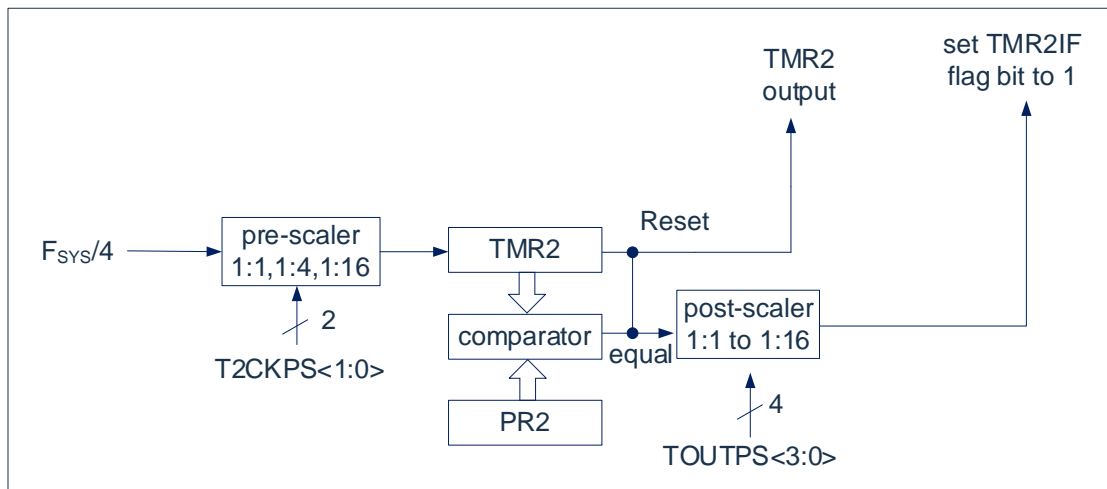 TMR2
output
set TMR2IF
flag bit to 1
Reset
FSYS/4
pre-scaler
1:1,1:4,1:16
TMR2
2
T2CKPS<1:0>
comparator
equal
post-scaler
1:1 to 1:16
PR2
4
TOUTPS<3:0>